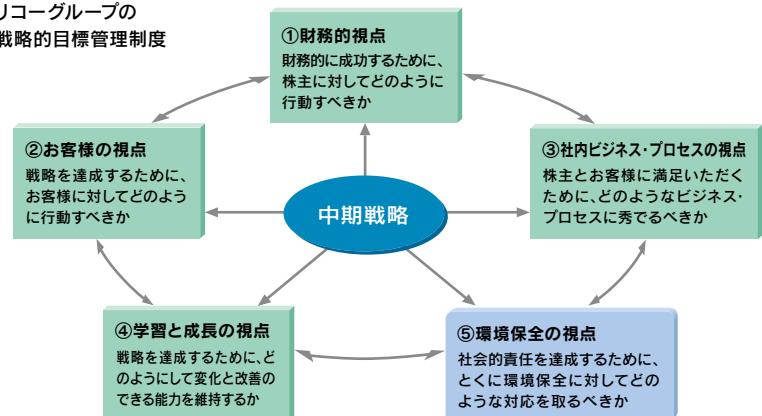 リコーグループの
戦略的目標管理制度
①財務的視点
財務的に成功するために、
株主に対してどのように
行動すべきか
②お客様の視点
戦略を達成するために、
お客様に対してどのよう
に行動すべきか
③社内ビジネス・プロセスの視点
株主とお客様に満足いただく
ために、どのようなビジネス・
プロセスに秀でるべきか
中期戦略
④学習と成長の視点
戦略を達成するために、ど
のようにして変化と改善の
できる能力を維持するか
⑤環境保全の視点
社会的責任を達成するために、
とくに環境保全に対してどの
ような対応を取るべきか